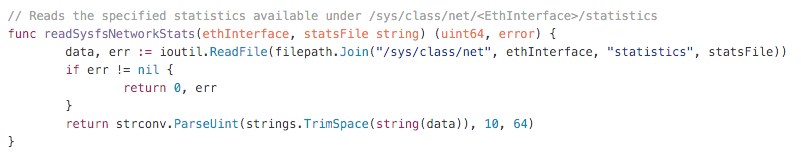 // Reads the specified statistics available under /sys/class/net/<EthInterface>/statistics
func readSysfsNetworkStats(ethInterface, statsFile string) (uint64, error) {
        data, err := ioutil.ReadFile(filepath.Join("/sys/class/net", ethInterface, "statistics", statsFile))
        if err != nil {
                return 0, err
        }
        return strconv.ParseUint(strings.TrimSpace(string(data)), 10, 64)
}